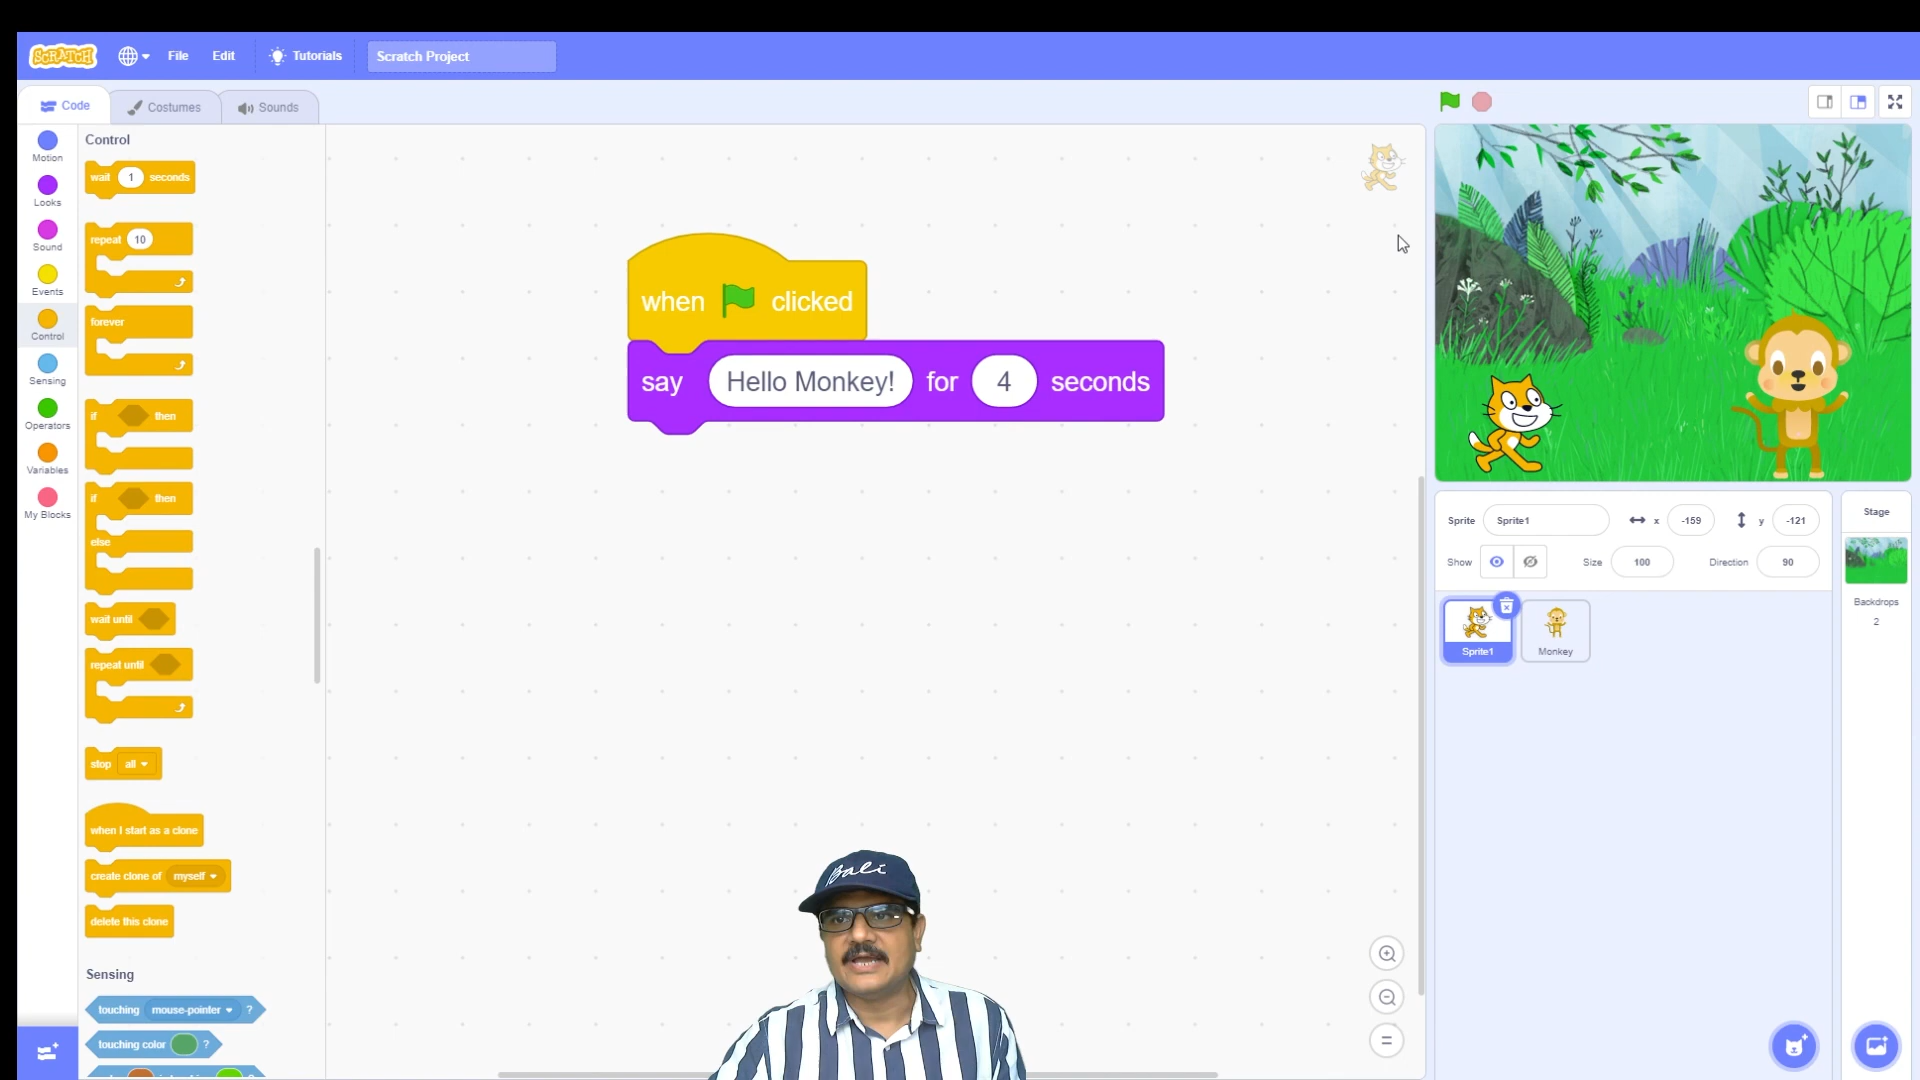 SCRATCH
File
Edit
Tutorials
Scratch Project
Code
Costumes
Sounds
Motion
Looks
Sound
Events
Control
Sensing
Operators
Variables
My Blocks
Control
wait 1 seconds
repeat 10
forever
if then
if then
else
wait until
repeat until
stop all
when I start as a clone
create clone of myself
delete this clone
Sensing
touching mouse-pointer ?
touching color ?
when clicked
say Hello Monkey! for 4 seconds
Bali
Sprite Sprite1 x -159 y -121
Show Size 100 Direction 90
Sprite1
Monkey
Stage
Backdrops
2